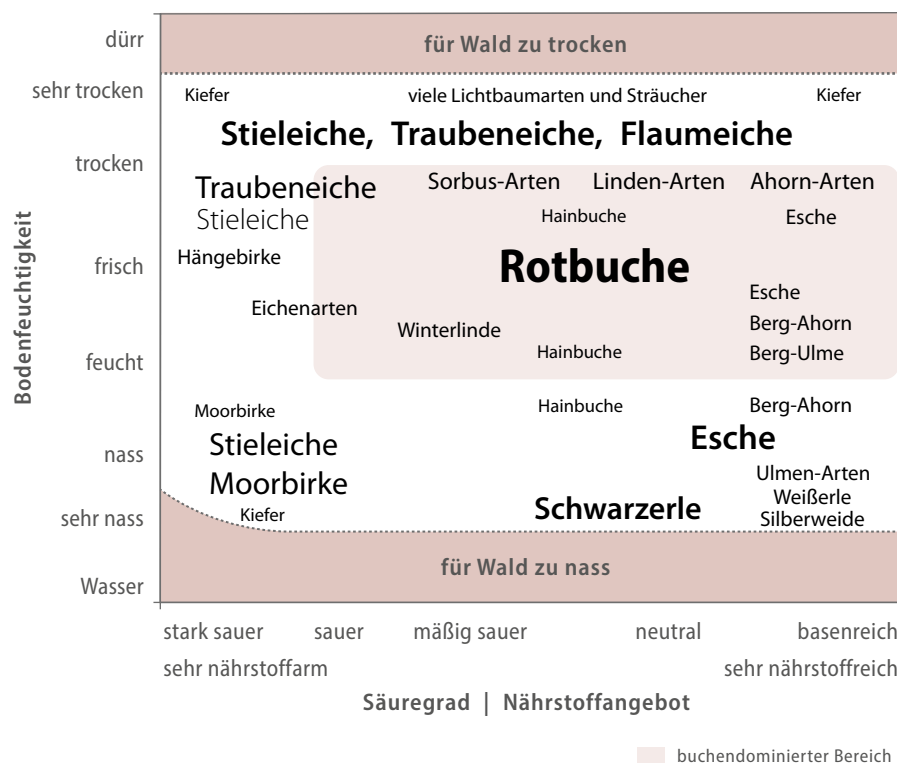 dürr
für Wald zu trocken
sehr trocken
Kiefer
viele Lichtbaumarten und Sträucher
Kiefer
Stieleiche, Traubeneiche, Flaumeiche
trocken
Traubeneiche
Sorbus-Arten
Linden-Arten
Ahorn-Arten
Stieleiche
Hainbuche
Esche
Bodenfeuchtigkeit
Hängebirke
frisch
Rotbuche
Esche
Eichenarten
Winterlinde
Berg-Ahorn
Hainbuche
Berg-Ulme
feucht
Moorbirke
Hainbuche
Berg-Ahorn
Stieleiche
Esche
nass
Moorbirke
Ulmen-Arten
Weißerle
Kiefer
Schwarzerle
Silberweide
sehr nass
für Wald zu nass
Wasser
stark sauer
sauer
mäßig sauer
neutral
basenreich
sehr nährstoffarm
sehr nährstoffreich
Säuregrad | Nährstoffangebot
buchendominierter Bereich